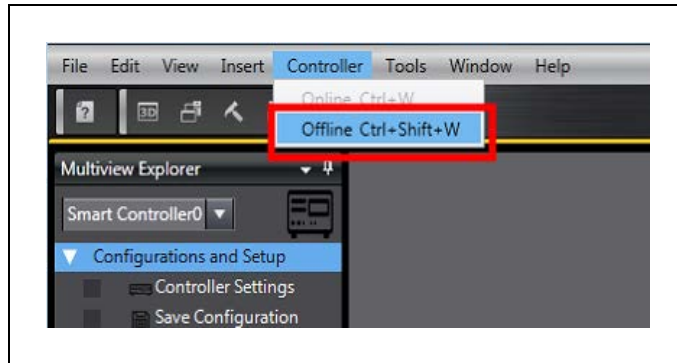 File Edit View Insert Controller Tools Window Help
3D
Online Ctrl+W
Offline Ctrl+Shift+W
Multiview Explorer
Smart Controller0
Configurations and Setup
Controller Settings
Save Configuration